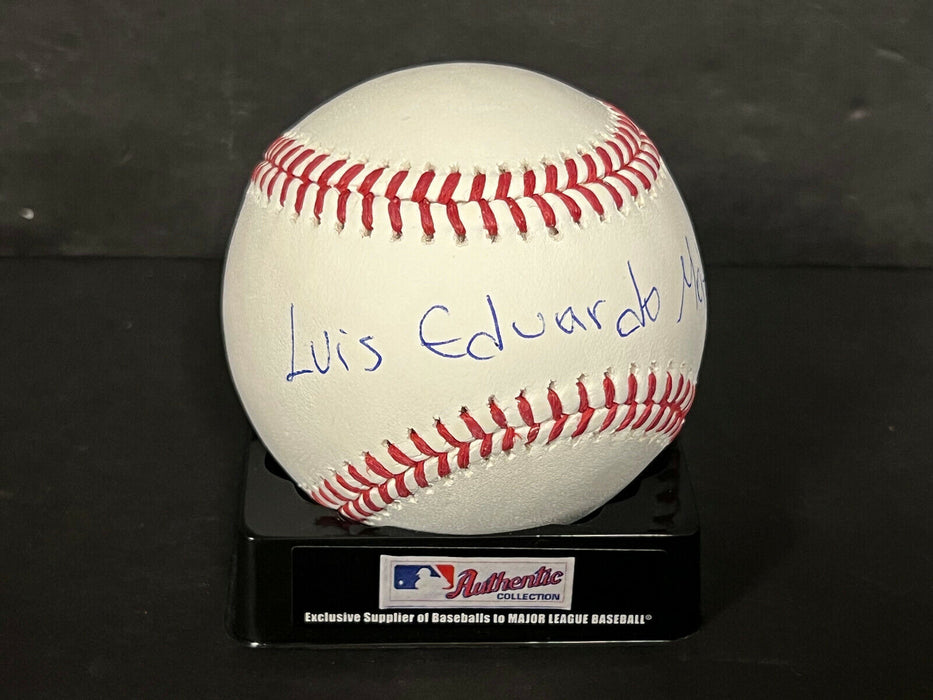 Luis Eduardo
Authentic
COLLECTION
Exclusive Supplier of Baseballs to MAJOR LEAGUE BASEBALL®